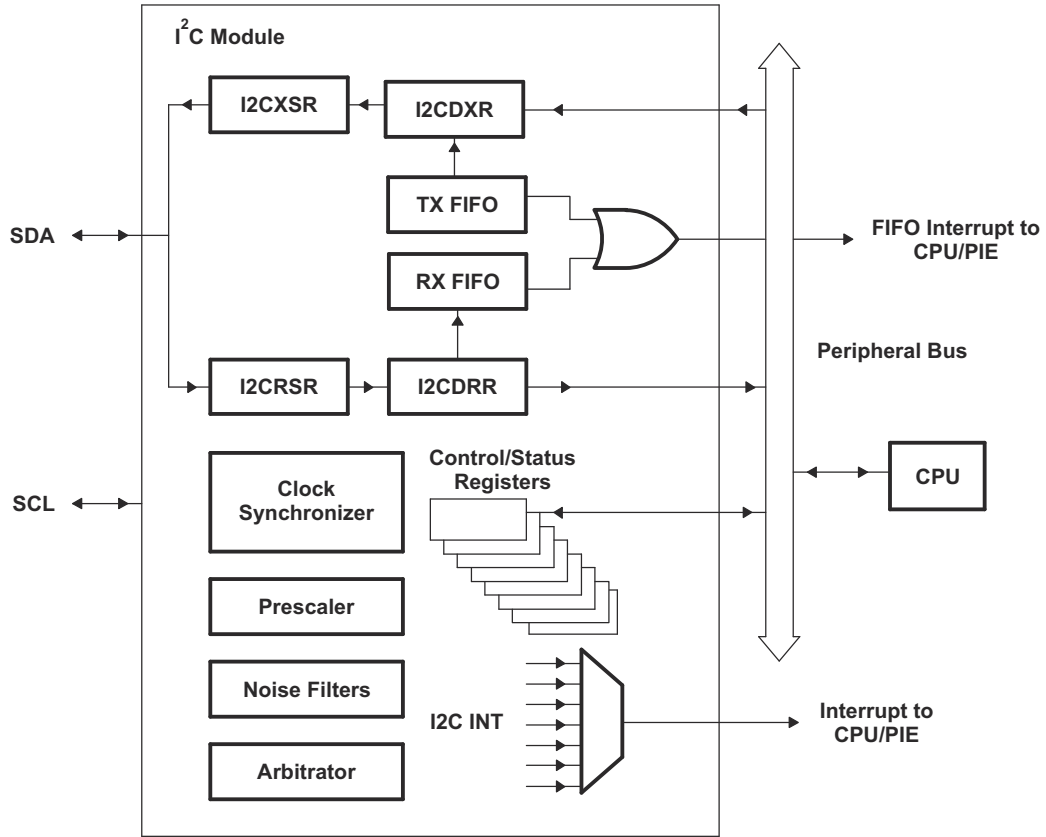 I²C Module
I2CXSR
I2CDXR
TX FIFO
SDA
FIFO Interrupt to
CPU/PIE
RX FIFO
Peripheral Bus
I2CRSR
I2CDRR
Control/Status
Registers
CPU
SCL
Clock
Synchronizer
Prescaler
Noise Filters
I2C INT
Interrupt to
CPU/PIE
Arbitrator